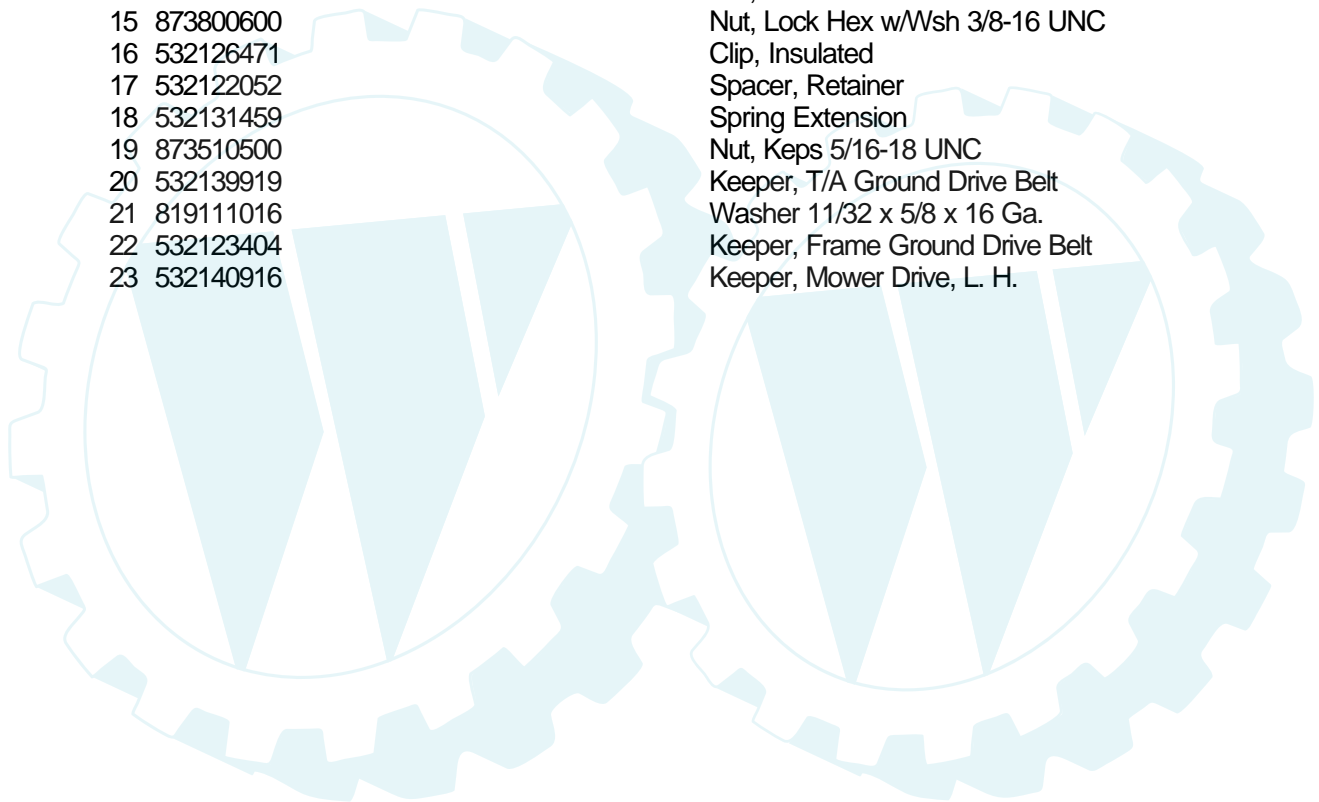 15 873800600 Nut, Lock Hex w/Wsh 3/8-16 UNC
16 532126471 Clip, Insulated
17 532122052 Spacer, Retainer
18 532131459 Spring Extension
19 873510500 Nut, Keps 5/16-18 UNC
20 532139919 Keeper, T/A Ground Drive Belt
21 819111016 Washer 11/32 x 5/8 x 16 Ga.
22 532123404 Keeper, Frame Ground Drive Belt
23 532140916 Keeper, Mower Drive, L. H.